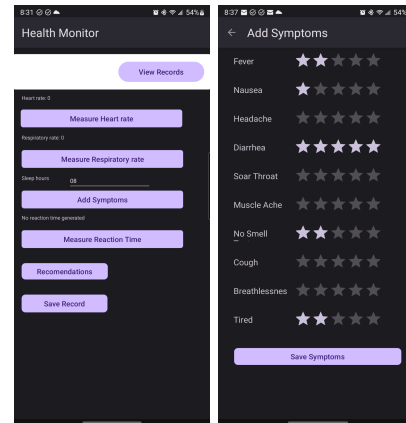 8:31
54%
Health Monitor
View Records
Heart rate: 0
Measure Heart rate
Respiratory rate: 0
Measure Respiratory rate
Sleep hours
08
Add Symptoms
No reaction time generated
Measure Reaction Time
Recomendations
Save Record
8:37
54%
Add Symptoms
Fever
Nausea
Headache
Diarrhea
Soar Throat
Muscle Ache
No Smell
Cough
Breathlessnes
Tired
Save Symptoms